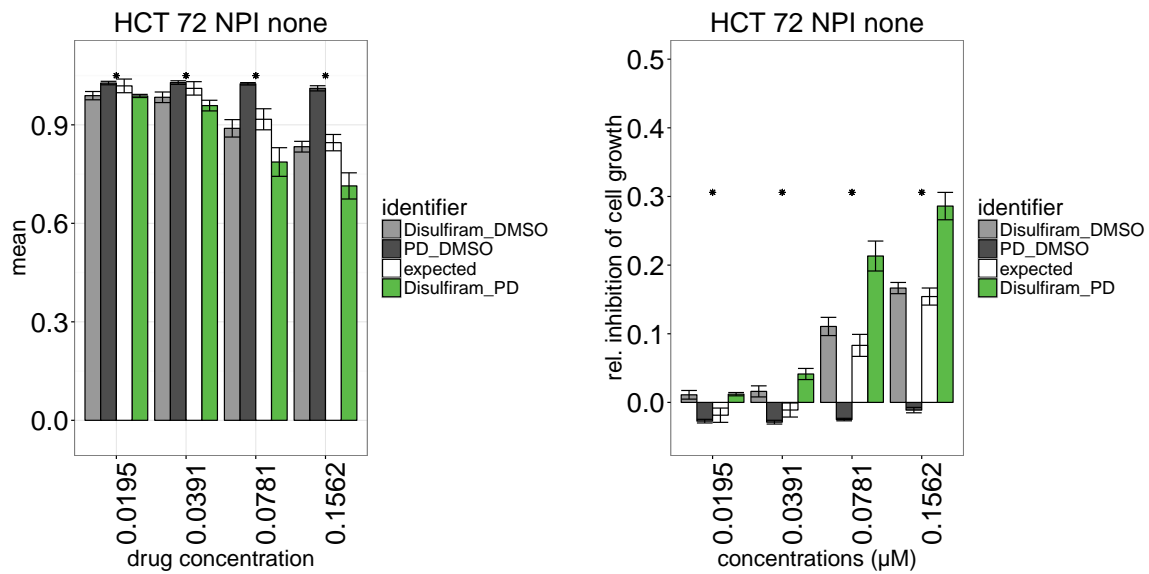 HCT 72 NPI none
mean
0.9
0.6
0.3
0.0
*
*
*
*
0.0195
0.0391
0.0781
0.1562
drug concentration
identifier
Disulfiram_DMSO
PD_DMSO
expected
Disulfiram_PD
HCT 72 NPI none
rel. inhibition of cell growth
0.5
0.4
0.3
0.2
0.1
0.0
*
*
*
*
0.0195
0.0391
0.0781
0.1562
concentrations (µM)
identifier
Disulfiram_DMSO
PD_DMSO
expected
Disulfiram_PD